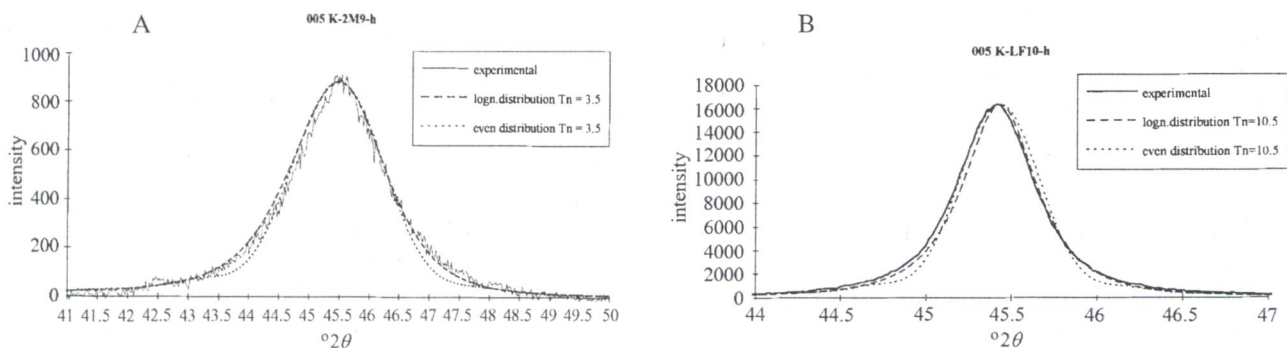 A
005 K-2M9-h
experimental
logn.distribution Tn = 3.5
even distribution Tn = 3.5
intensity
1000
800
600
400
200
0
41 41.5 42 42.5 43 43.5 44 44.5 45 45.5 46 46.5 47 47.5 48 48.5 49 49.5 50
°2θ
B
005 K-LF10-h
experimental
logn.distribution Tn=10.5
even distribution Tn=10.5
intensity
18000
16000
14000
12000
10000
8000
6000
4000
2000
0
44 44.5 45 45.5 46 46.5 47
°2θ